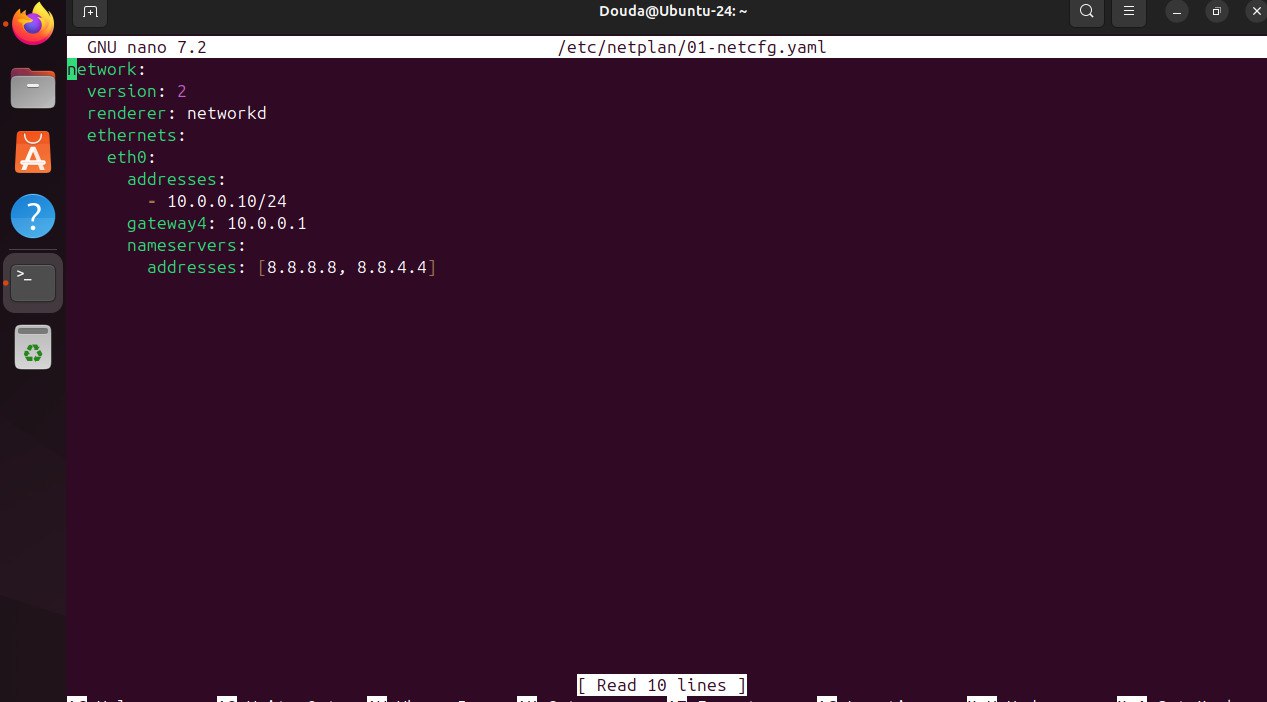 Douda@Ubuntu-24: ~
GNU nano 7.2 /etc/netplan/01-netcfg.yaml
network:
  version: 2
  renderer: networkd
  ethernets:
    eth0:
      addresses:
        - 10.0.0.10/24
      gateway4: 10.0.0.1
      nameservers:
        addresses: [8.8.8.8, 8.8.4.4]
[ Read 10 lines ]